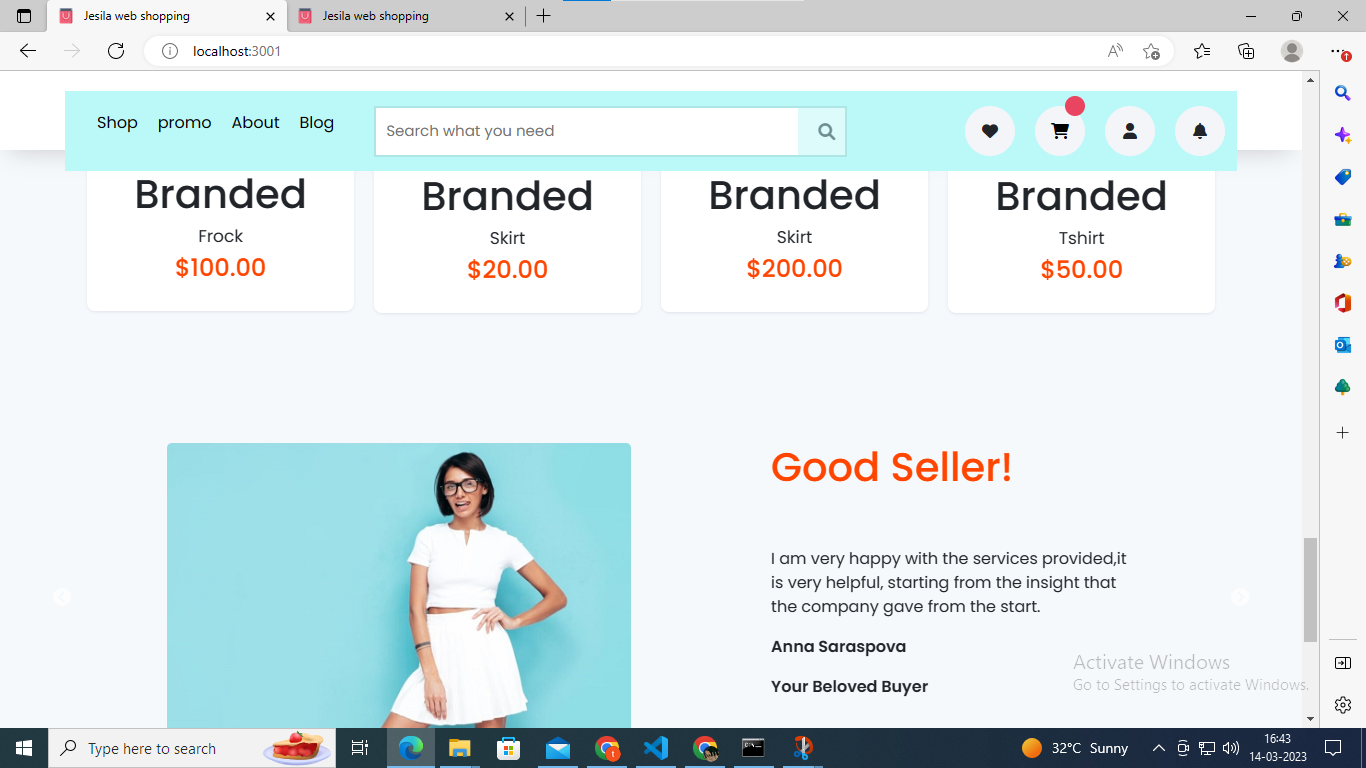 Jesila web shopping
Jesila web shopping
localhost:3001
Shop promo About Blog
Search what you need
Branded Branded Branded Branded
Frock Skirt Skirt Tshirt
$100.00 $20.00 $200.00 $50.00
Good Seller!
I am very happy with the services provided,it
is very helpful, starting from the insight that
the company gave from the start.
Anna Saraspova
Your Beloved Buyer
Activate Windows
Go to Settings to activate Windows.
Type here to search
32°C Sunny
16:43
14-03-2023